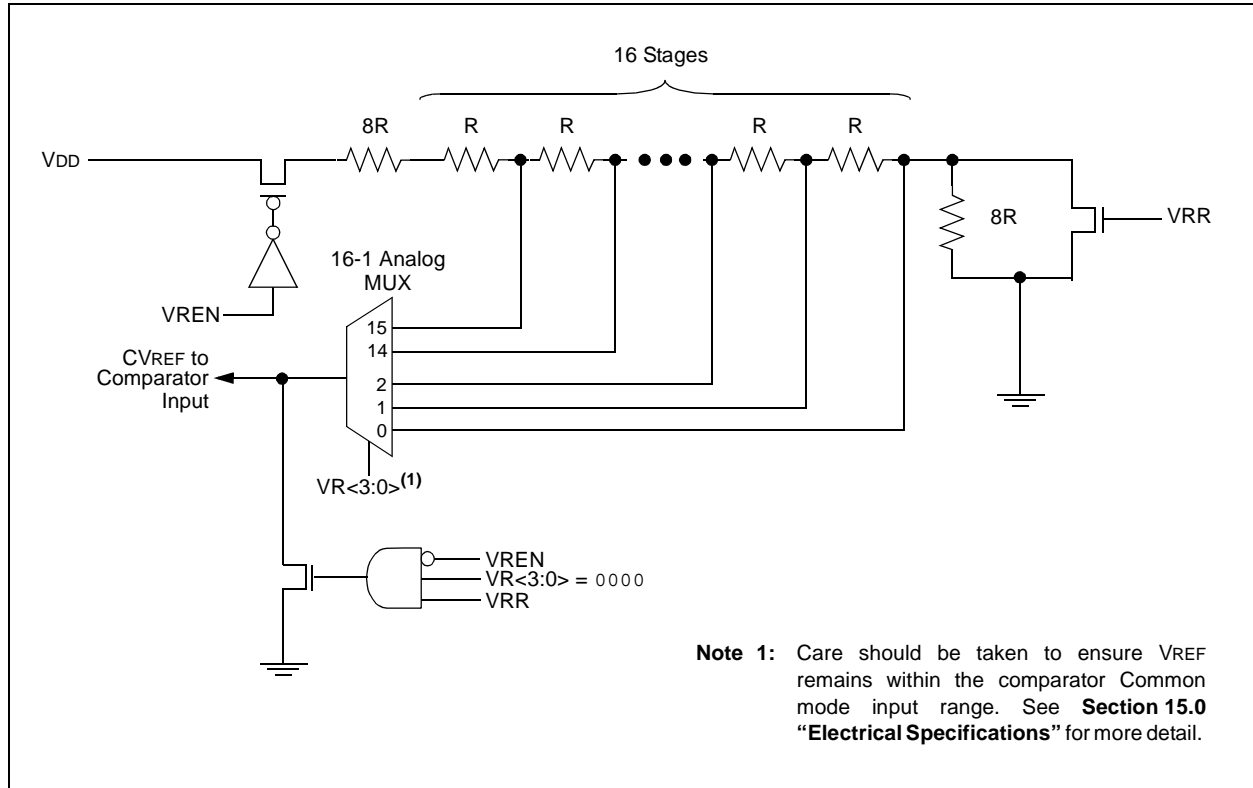 16 Stages
8R R R R R
VDD
8R
VRR
16-1 Analog
MUX
VREN
15
14
2
1
0
CVREF to
Comparator
Input
VR<3:0>(1)
VREN
VR<3:0> = 0000
VRR
Note 1: Care should be taken to ensure VREF
remains within the comparator Common
mode input range. See Section 15.0
“Electrical Specifications” for more detail.